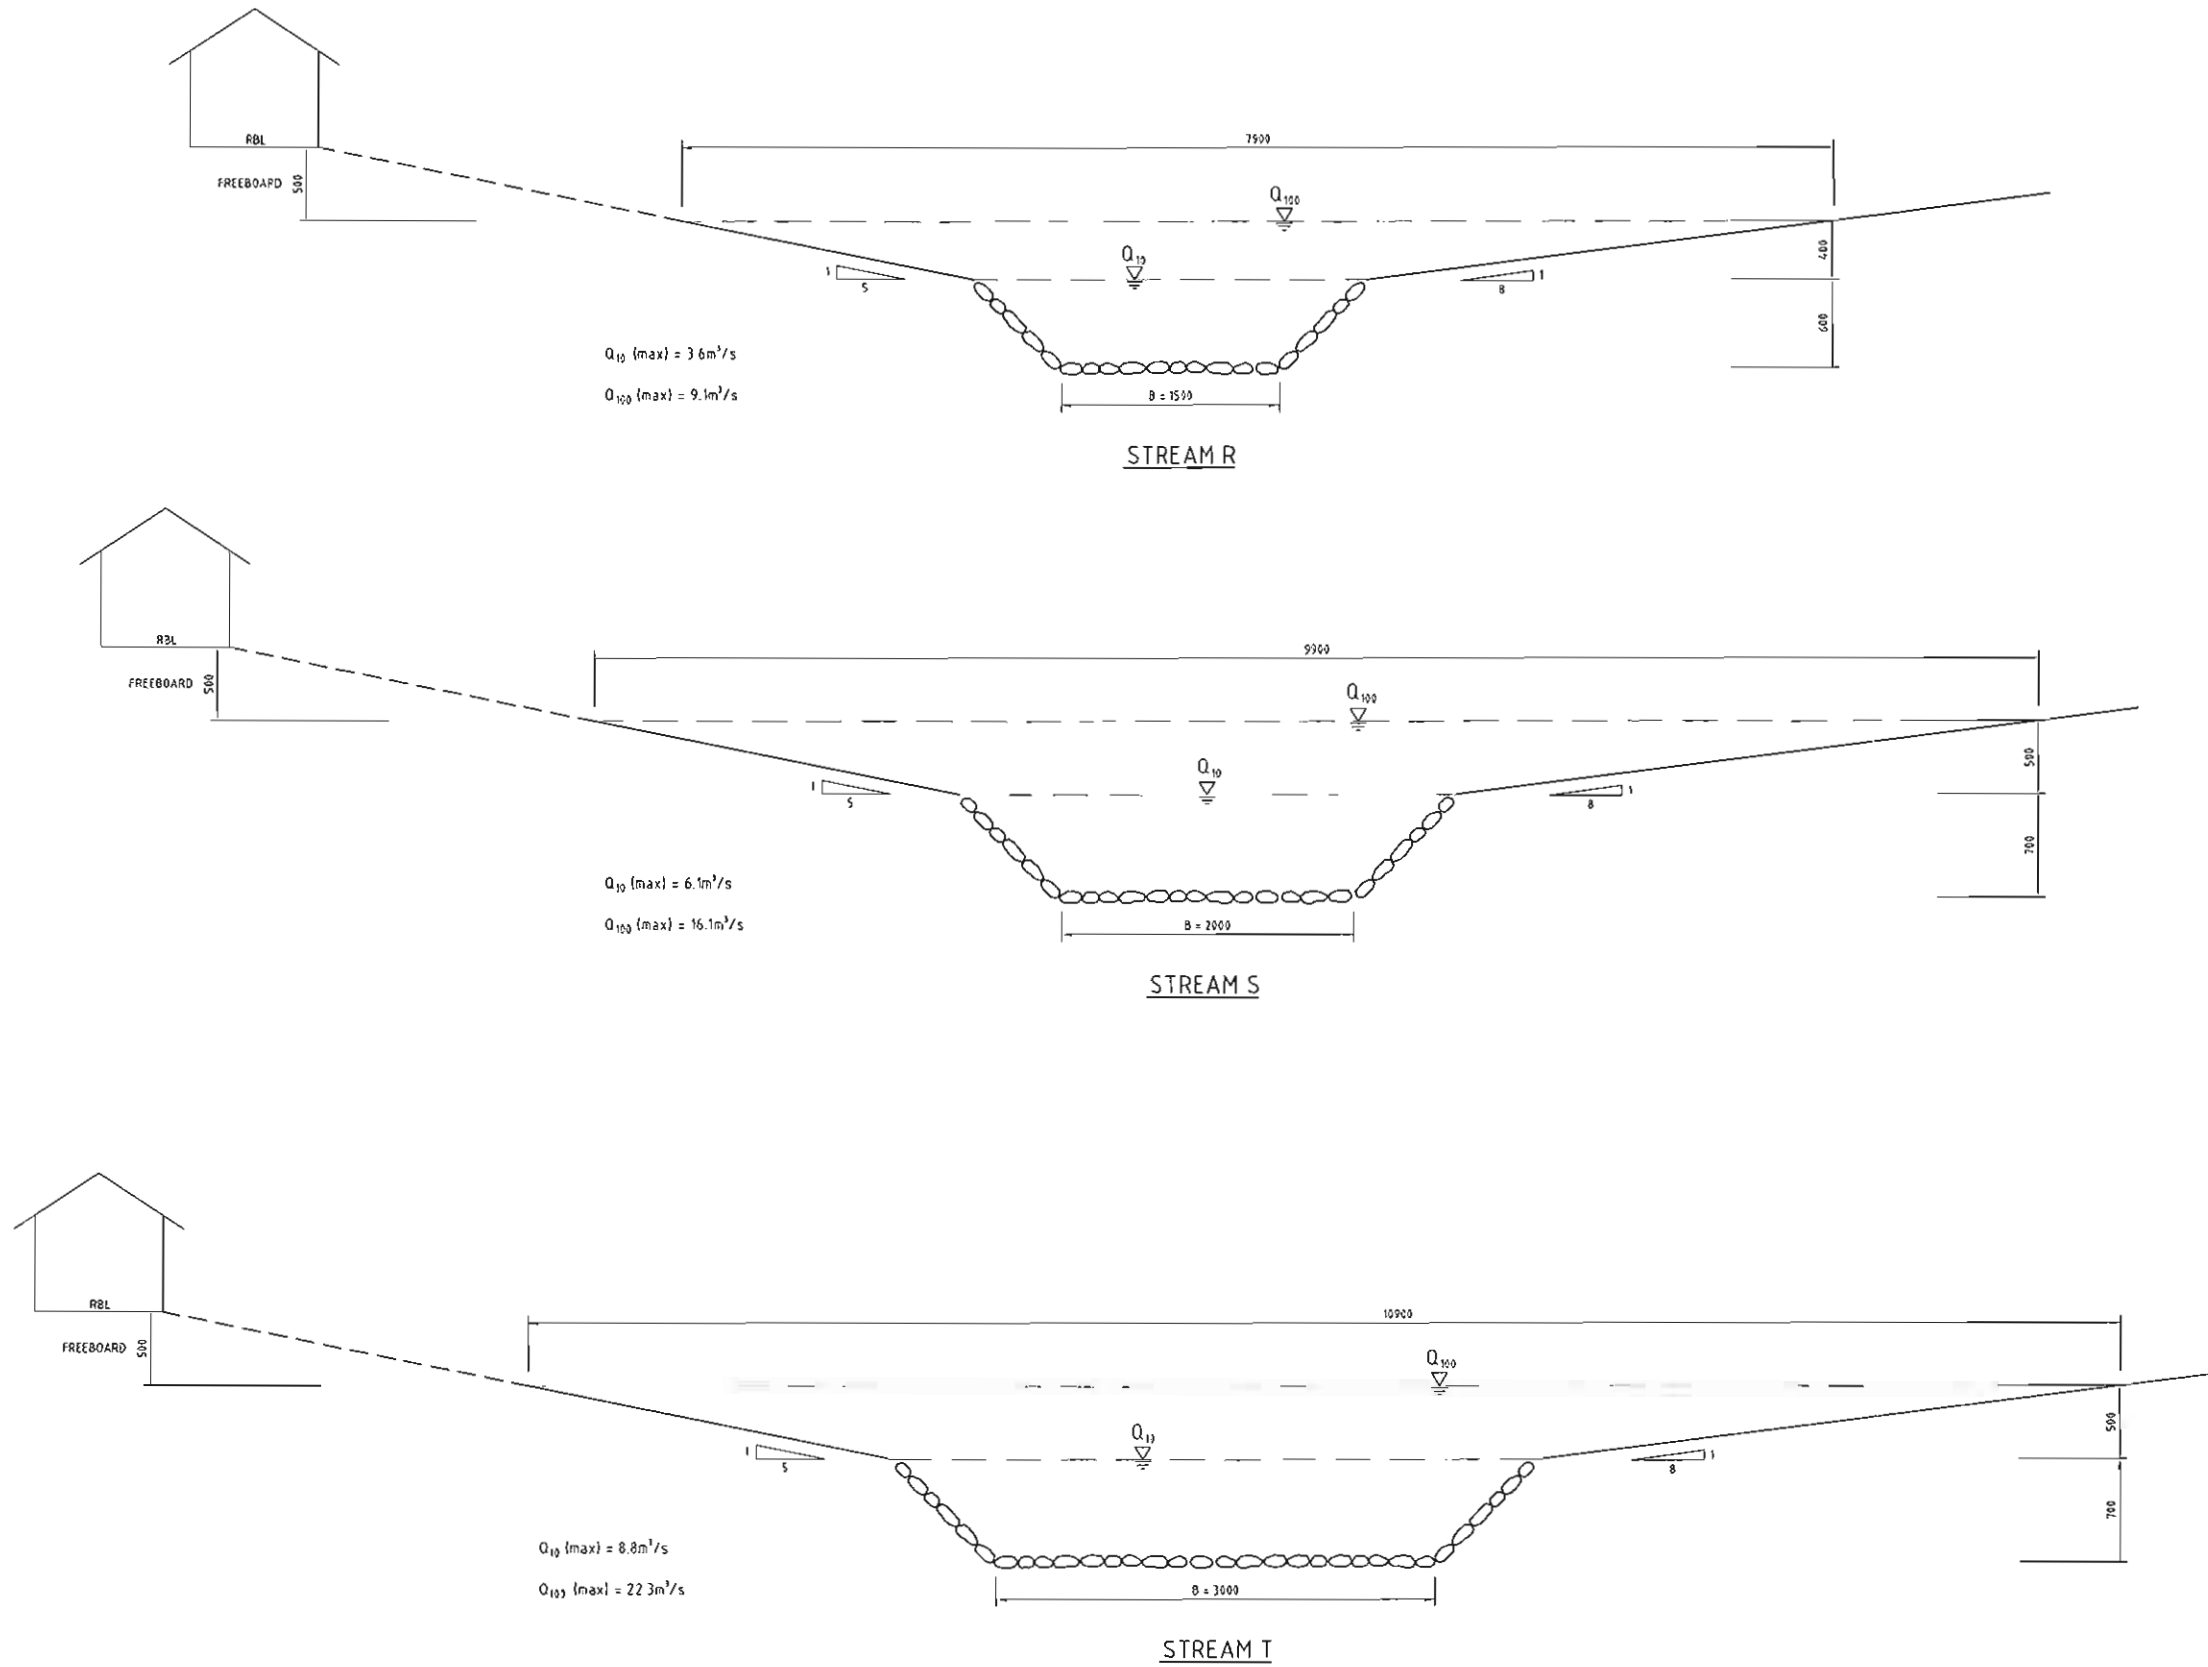 7900
RBL
FREEBOARD
500
Q100
Q10
400
1
5
1
8
600
Q10 (max) = 3.6m³/s
Q100 (max) = 9.1m³/s
B = 1500
STREAM R
9900
RBL
FREEBOARD
500
Q100
500
Q10
1
5
1
8
700
Q10 (max) = 6.1m³/s
Q100 (max) = 16.1m³/s
B = 2000
STREAM S
10900
RBL
FREEBOARD
500
Q100
500
Q10
1
5
1
8
700
Q10 (max) = 8.8m³/s
Q100 (max) = 22.3m³/s
B = 3000
STREAM T